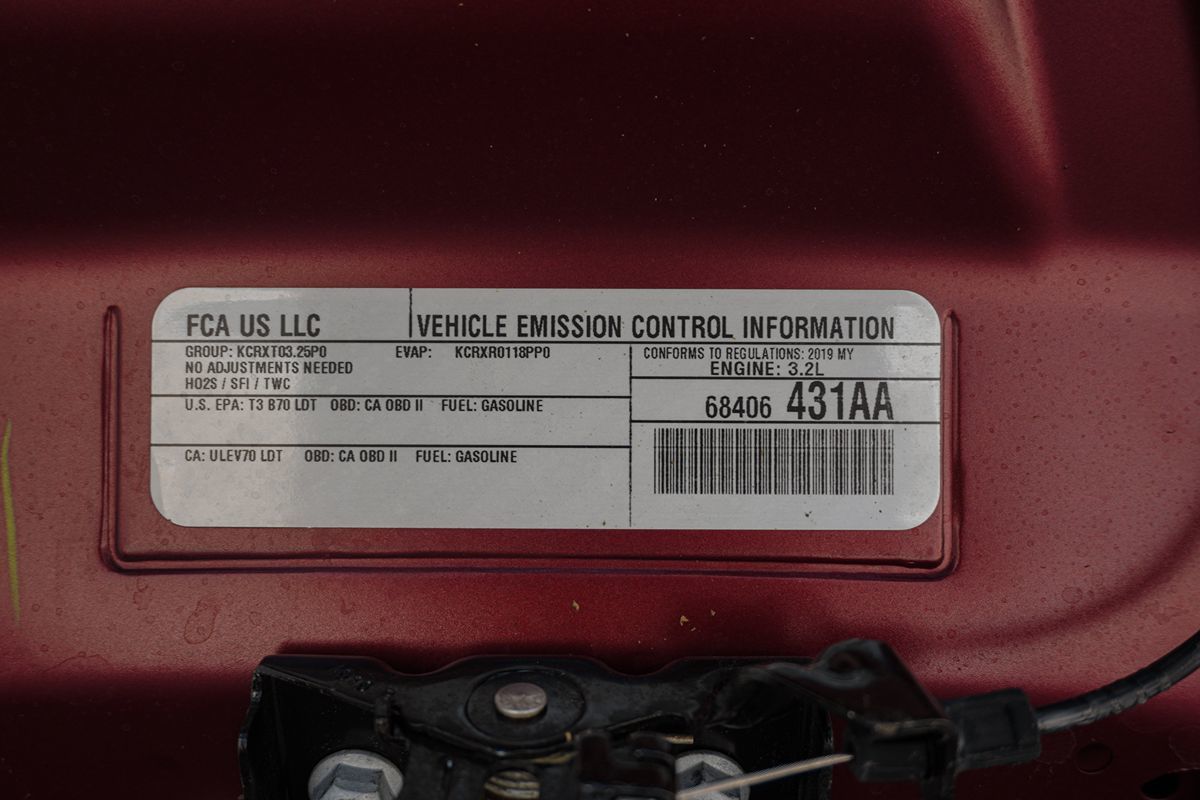 FCA US LLC
VEHICLE EMISSION CONTROL INFORMATION
GROUP: KCRXT03.25P0 EVAP: KCRXR0118PP0
NO ADJUSTMENTS NEEDED
HO2S / SFI / TWC
U.S. EPA: T3 B70 LDT OBD: CA OBD II FUEL: GASOLINE
CA: ULEV70 LDT OBD: CA OBD II FUEL: GASOLINE
CONFORMS TO REGULATIONS: 2019 MY
ENGINE: 3.2L
68406 431AA